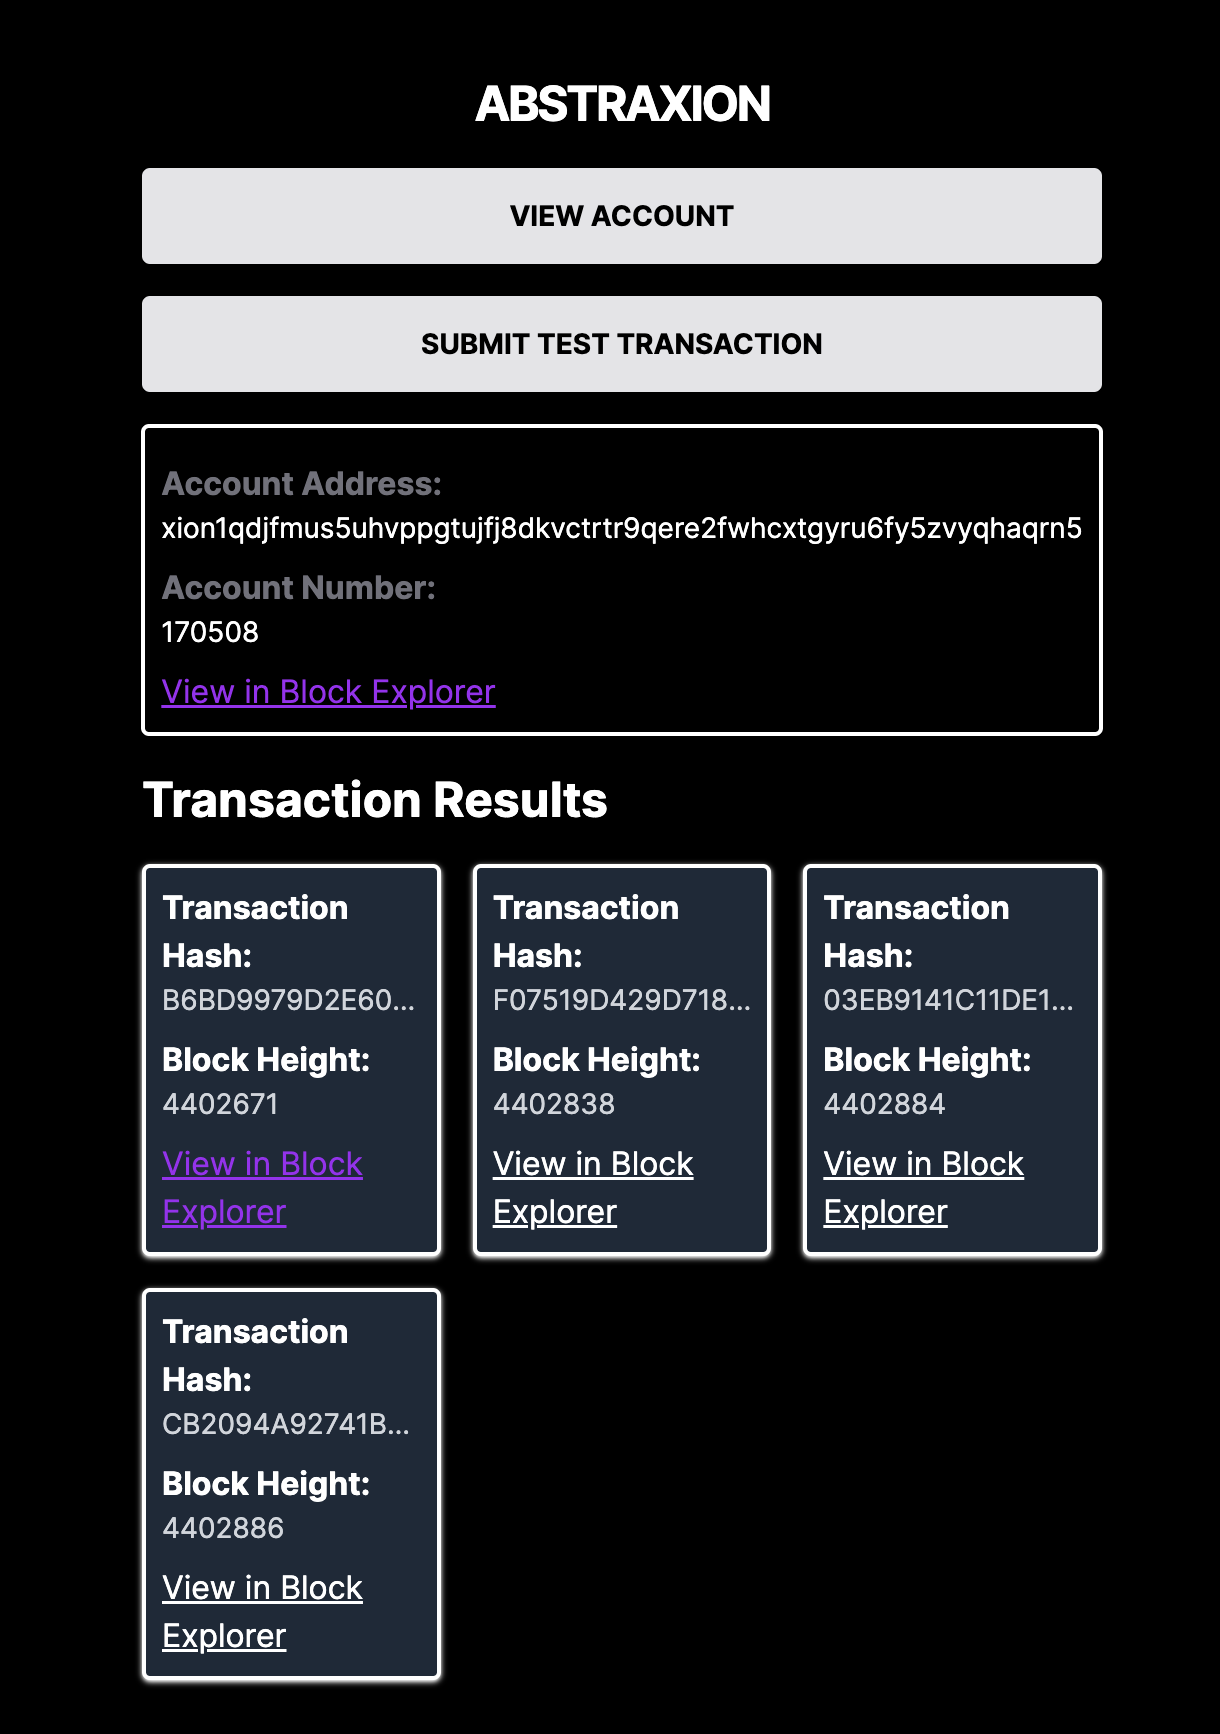 ABSTRAXION
VIEW ACCOUNT
SUBMIT TEST TRANSACTION
Account Address:
xion1qdjfmus5uhvppgtujfj8dkvctrtr9qere2fwhcxtgyru6fy5zvyqhaqrn5
Account Number:
170508
View in Block Explorer
Transaction Results
Transaction
Hash:
B6BD9979D2E60...
Block Height:
4402671
View in Block
Explorer
Transaction
Hash:
F07519D429D718...
Block Height:
4402838
View in Block
Explorer
Transaction
Hash:
03EB9141C11DE1...
Block Height:
4402884
View in Block
Explorer
Transaction
Hash:
CB2094A92741B...
Block Height:
4402886
View in Block
Explorer